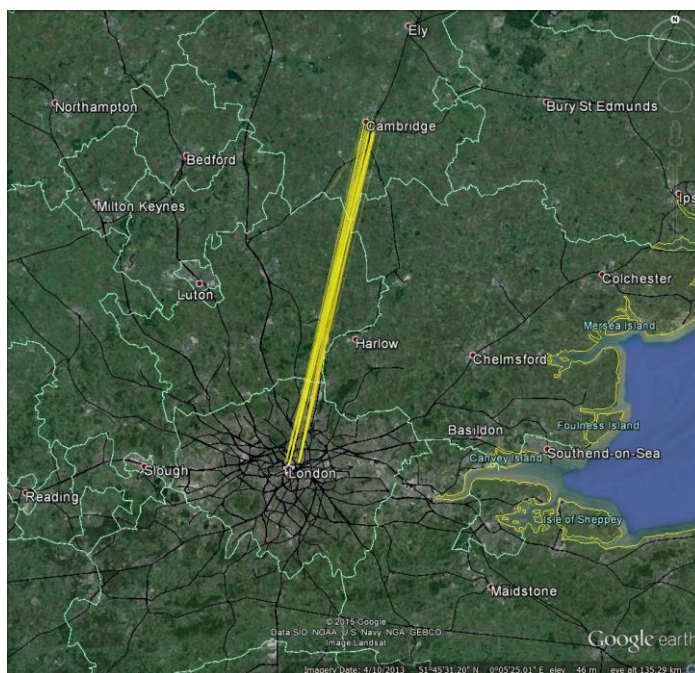 N
Ely
Northampton
Bury St Edmunds
Cambridge
Bedford
Milton Keynes
Ips
Luton
Colchester
Mersea Island
Harlow
Chelmsford
Foulness Island
Basildon
Canvey Island
Southend-on-Sea
Slough
London
Reading
Isle of Sheppey
Maidstone
© 2015 Google
Data SIO, NOAA, U.S. Navy, NGA, GEBCO
Image Landsat
Google earth
Imagery Date: 4/10/2013 51°45'31.20" N 0°05'25.01" E elev 46 m eye alt 135.29 km